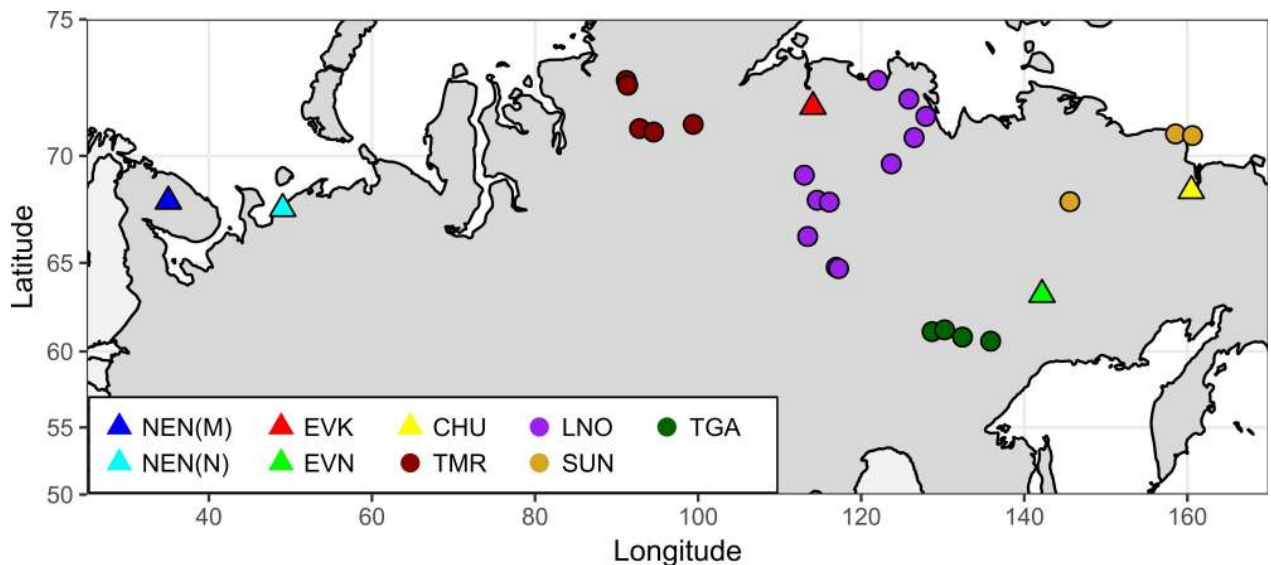 75
70
65
60
55
50
Latitude
NEN(M) EVK CHU LNO TGA
NEN(N) EVN TMR SUN
40 60 80 100 120 140 160
Longitude